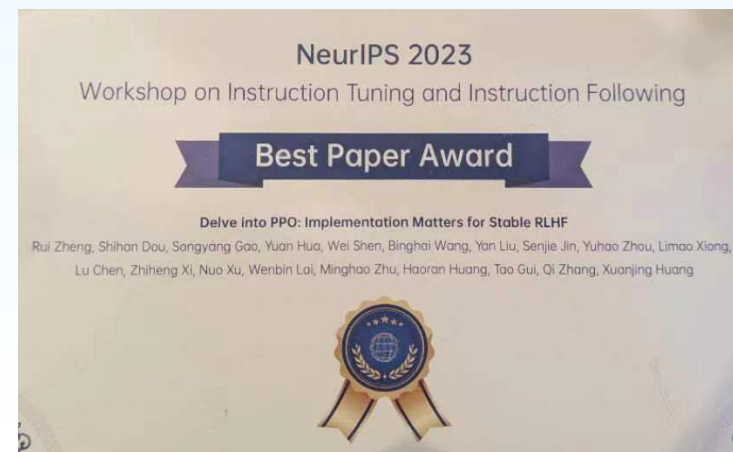 NeurIPS 2023
Workshop on Instruction Tuning and Instruction Following
Best Paper Award
Delve into PPO: Implementation Matters for Stable RLHF
Rui Zheng, Shihan Dou, Songyang Gao, Yuan Hua, Wei Shen, Binghai Wang, Yan Liu, Senjie Jin, Yuhao Zhou, Limao Xiong,
Lu Chen, Zhiheng Xi, Nuo Xu, Wenbin Lai, Minghao Zhu, Haoran Huang, Tao Gui, Qi Zhang, Xuanjing Huang